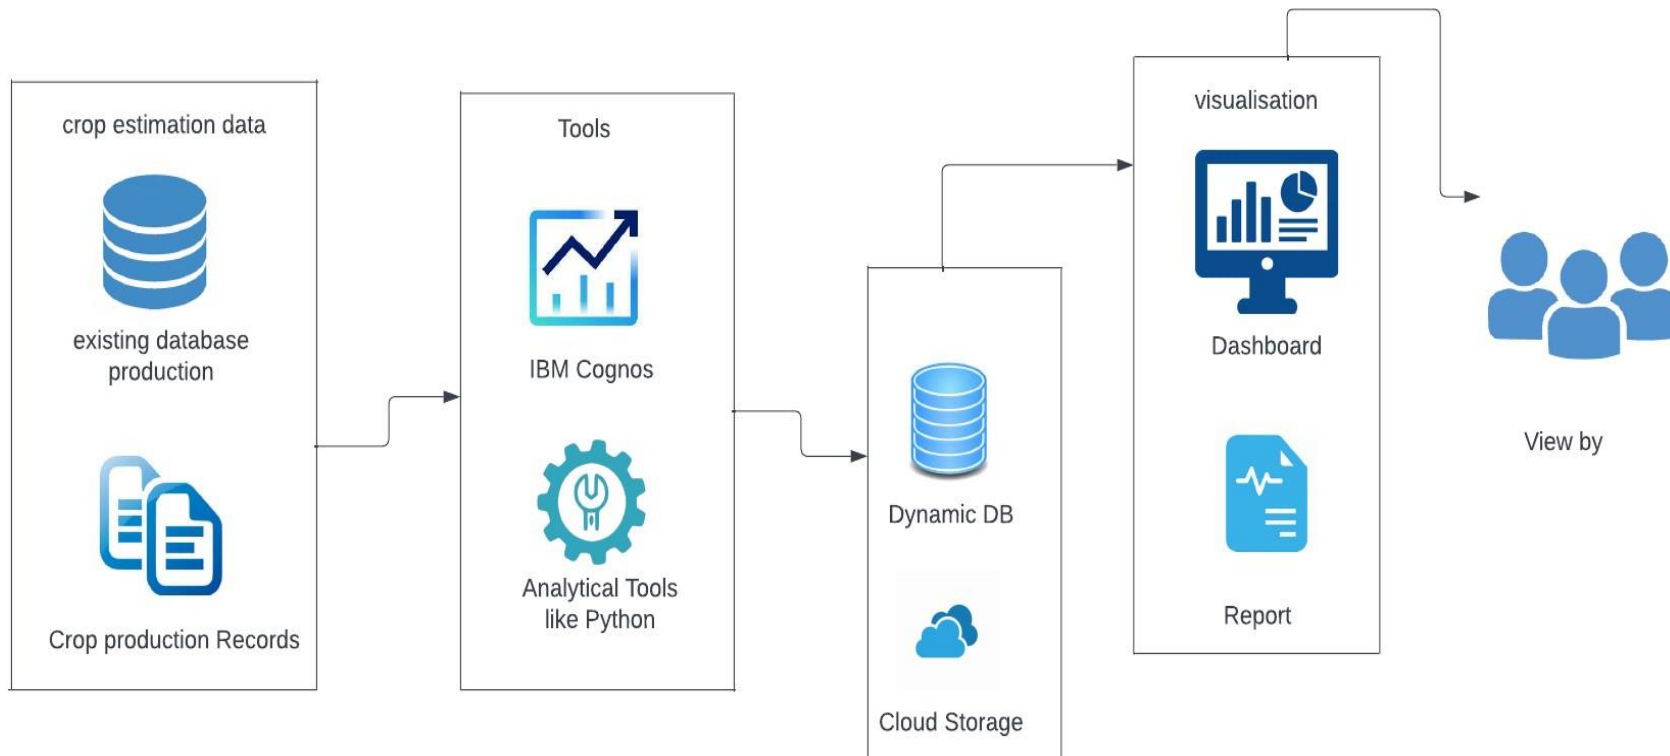 crop estimation data
existing database
production
Crop production Records
Tools
IBM Cognos
Analytical Tools
like Python
Dynamic DB
Cloud Storage
visualisation
Dashboard
Report
View by